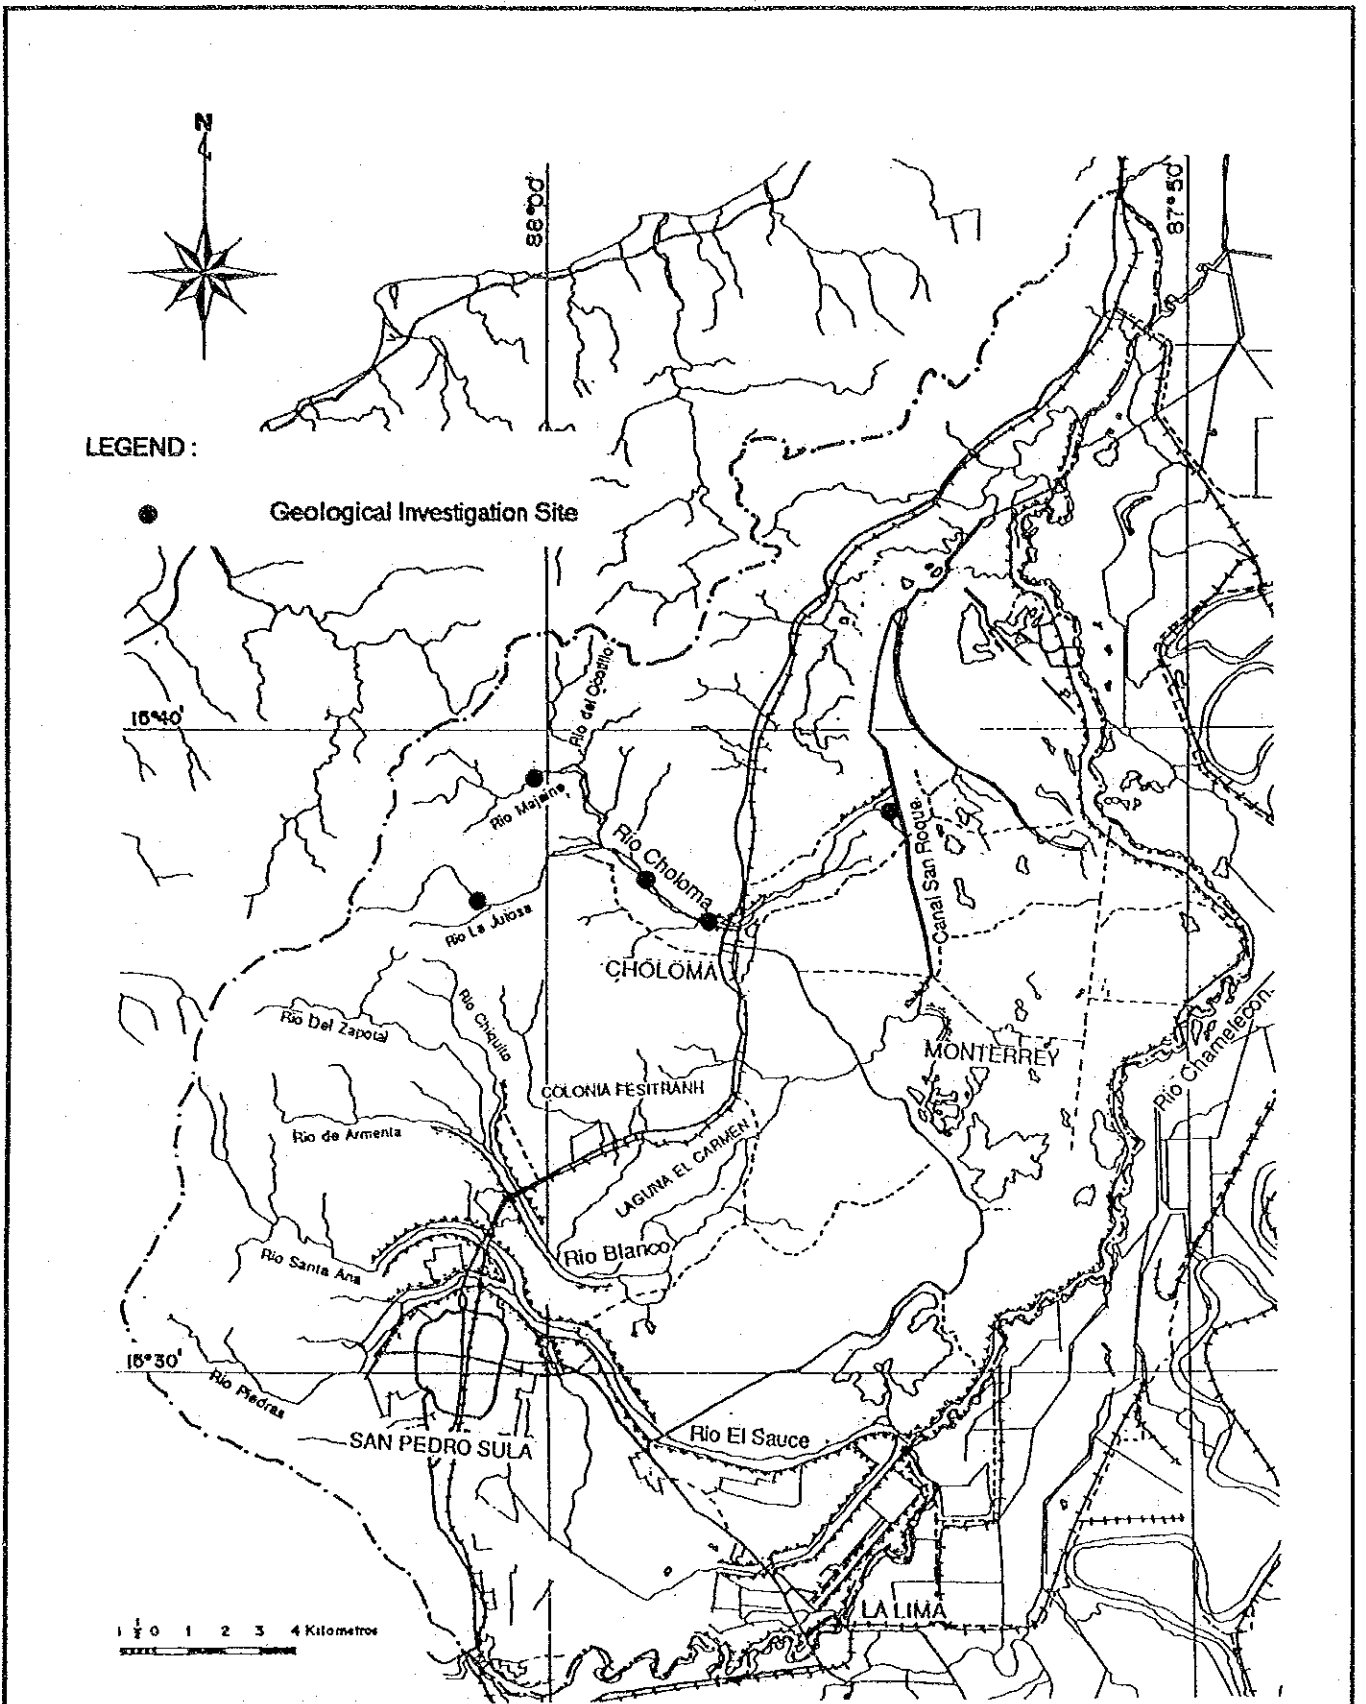 N
88°00'
87°50'
LEGEND :
Geological Investigation Site
Rio del Ocotillo
15°40'
Rio Majaine
Rio Choloma
Canal San Roque
Rio La Jutosa
CHOLOMA
Rio Chiquito
Rio Del Zapotal
MONTERREY
Rio Chamelecon
COLONIA FESITRANH
Rio de Armenta
LAGUNA EL CARMEN
Rio Blanco
Rio Santa Ana
15°30'
Rio Piedras
SAN PEDRO SULA
Rio El Sauce
LA LIMA
1 ½ 0 1 2 3 4 Kilometros